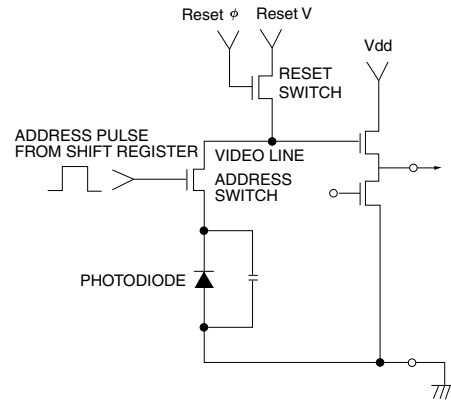 Reset φ
Reset V
Vdd
RESET
SWITCH
ADDRESS PULSE
FROM SHIFT REGISTER
VIDEO LINE
ADDRESS
SWITCH
PHOTODIODE